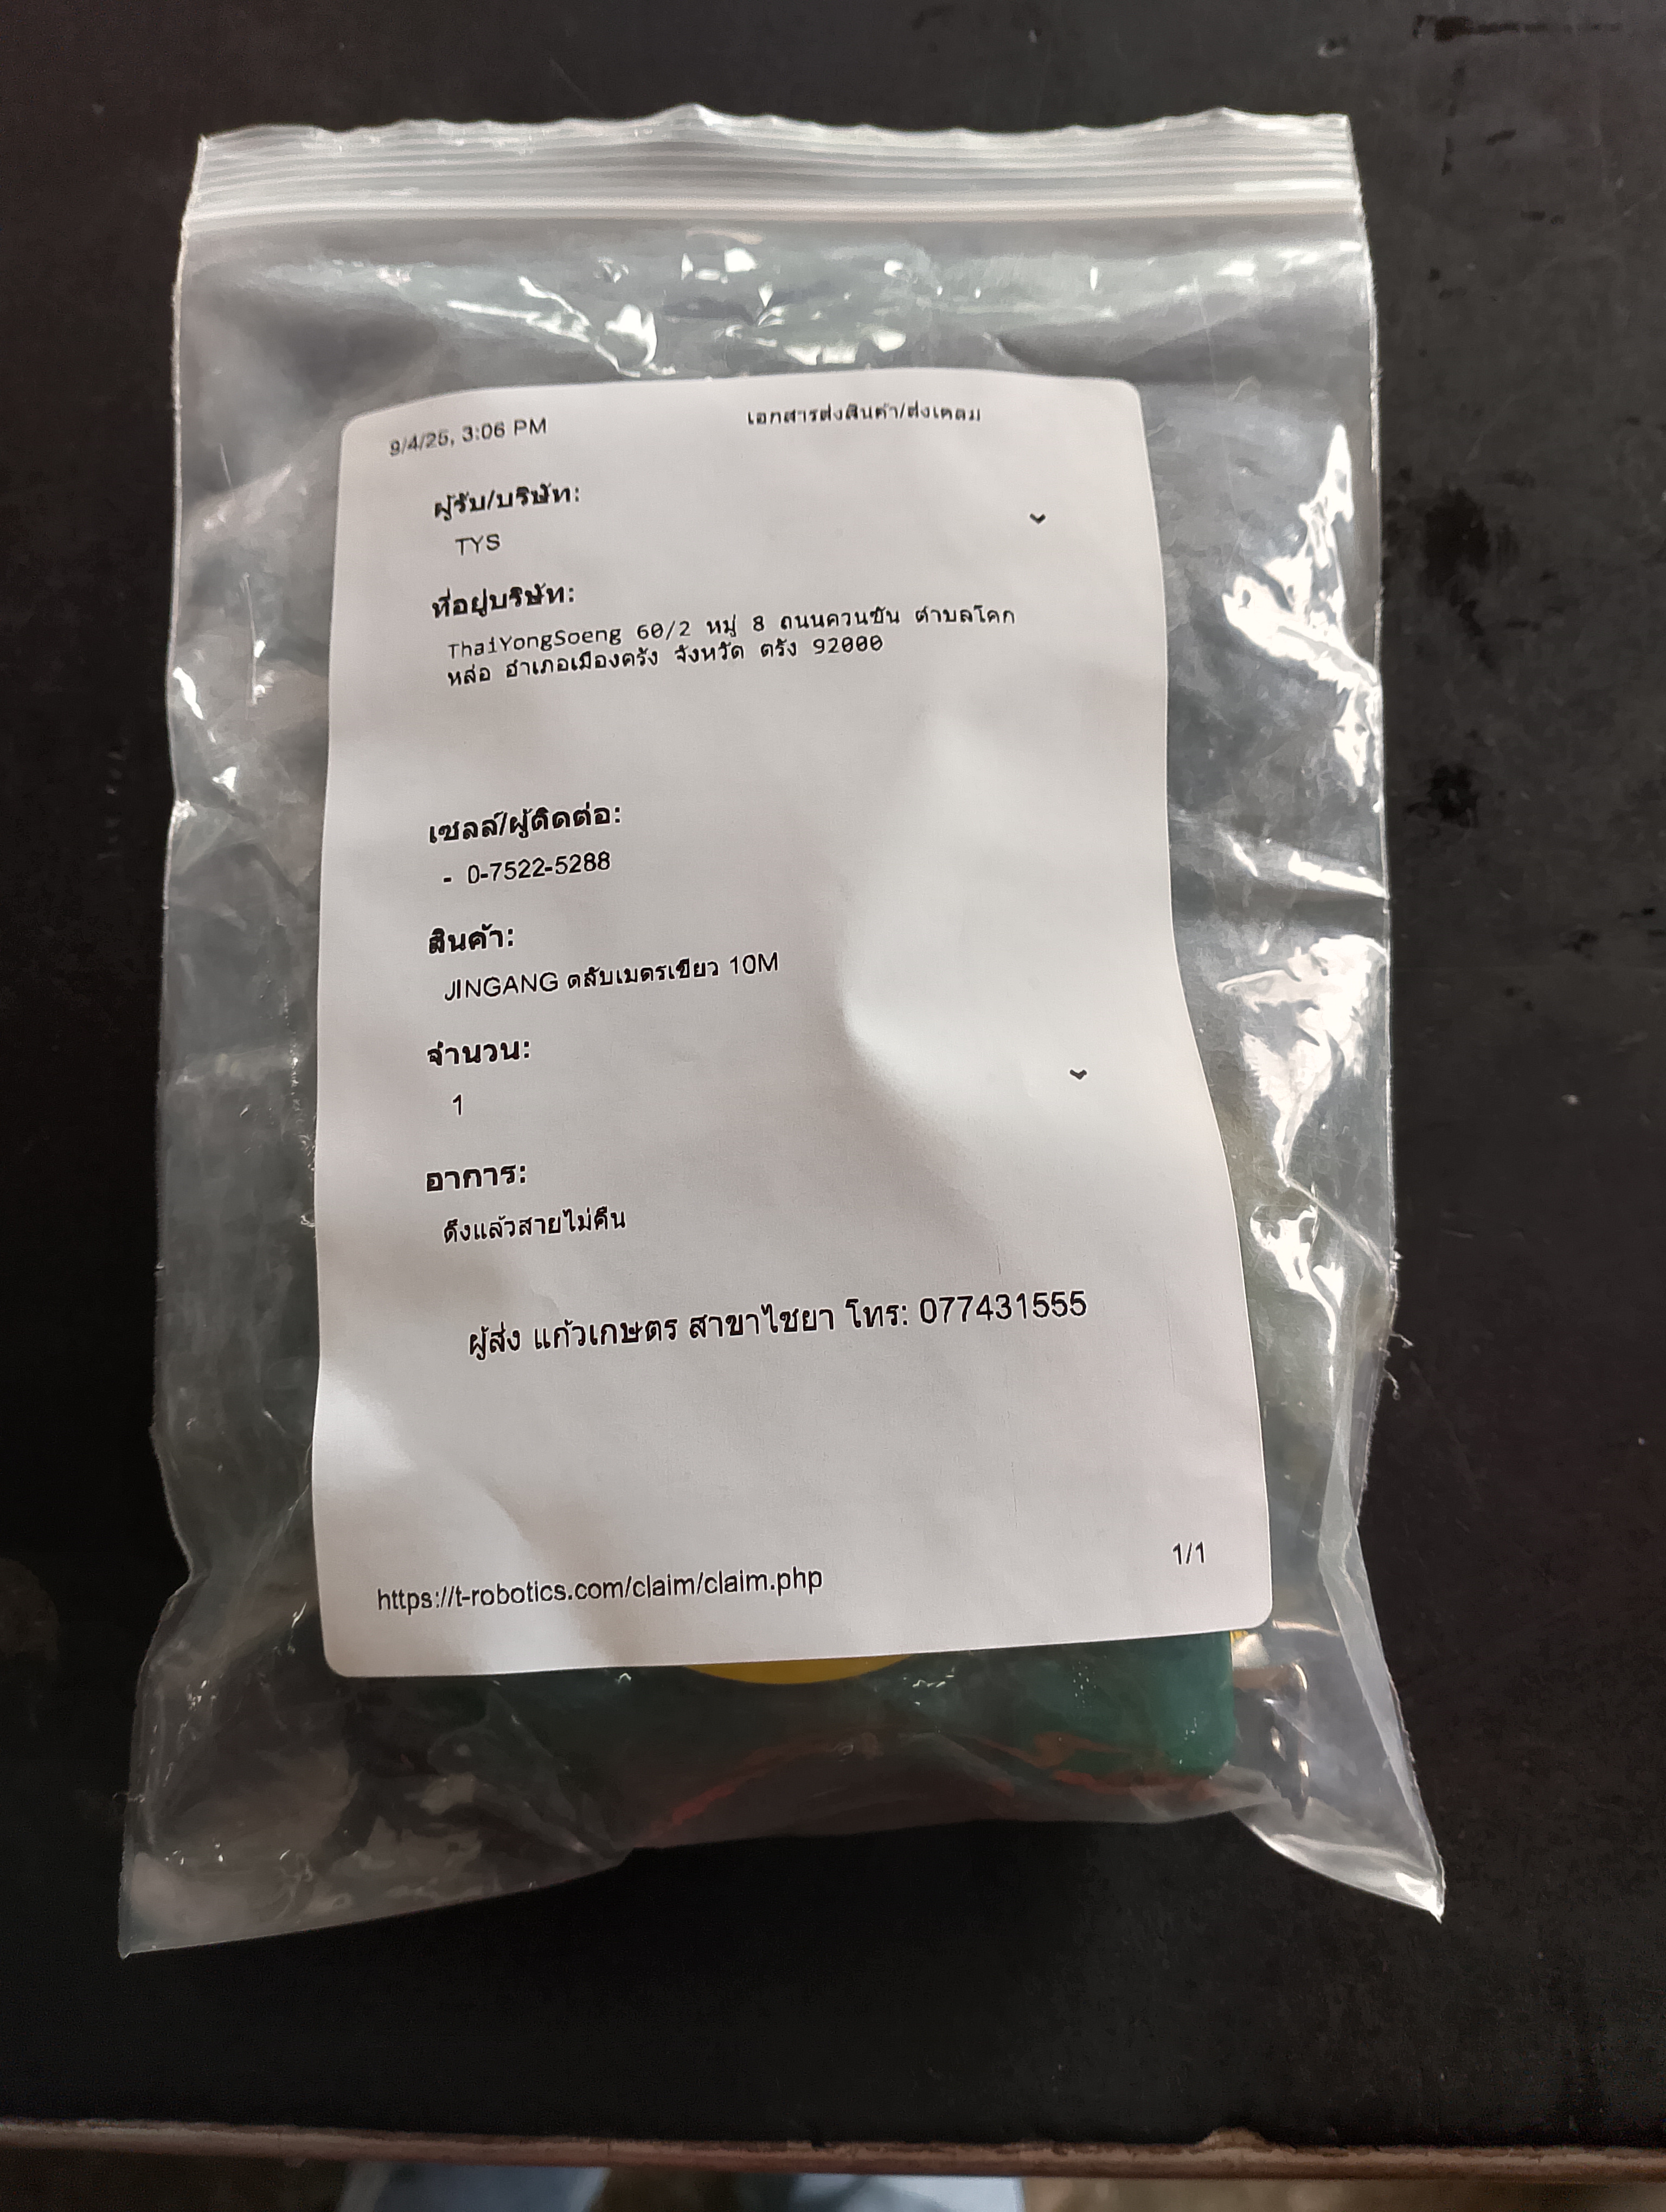 9/4/25, 3:06 PM
เอกสารส่งสินค้า/ส่งเคลม
ผู้รับ/บริษัท:
TYS
ที่อยู่บริษัท:
ThaiYongSoeng 60/2 หมู่ 8 ถนนควนขัน ตำบลโคก
หล่อ อำเภอเมืองตรัง จังหวัด ตรัง 92000
เซลล์/ผู้ติดต่อ:
- 0-7522-5288
สินค้า:
JINGANG ตลับเมตรเขียว 10M
จำนวน:
1
อาการ:
ดึงแล้วสายไม่คืน
ผู้ส่ง แก้วเกษตร สาขาไชยา โทร: 077431555
https://t-robotics.com/claim/claim.php
1/1